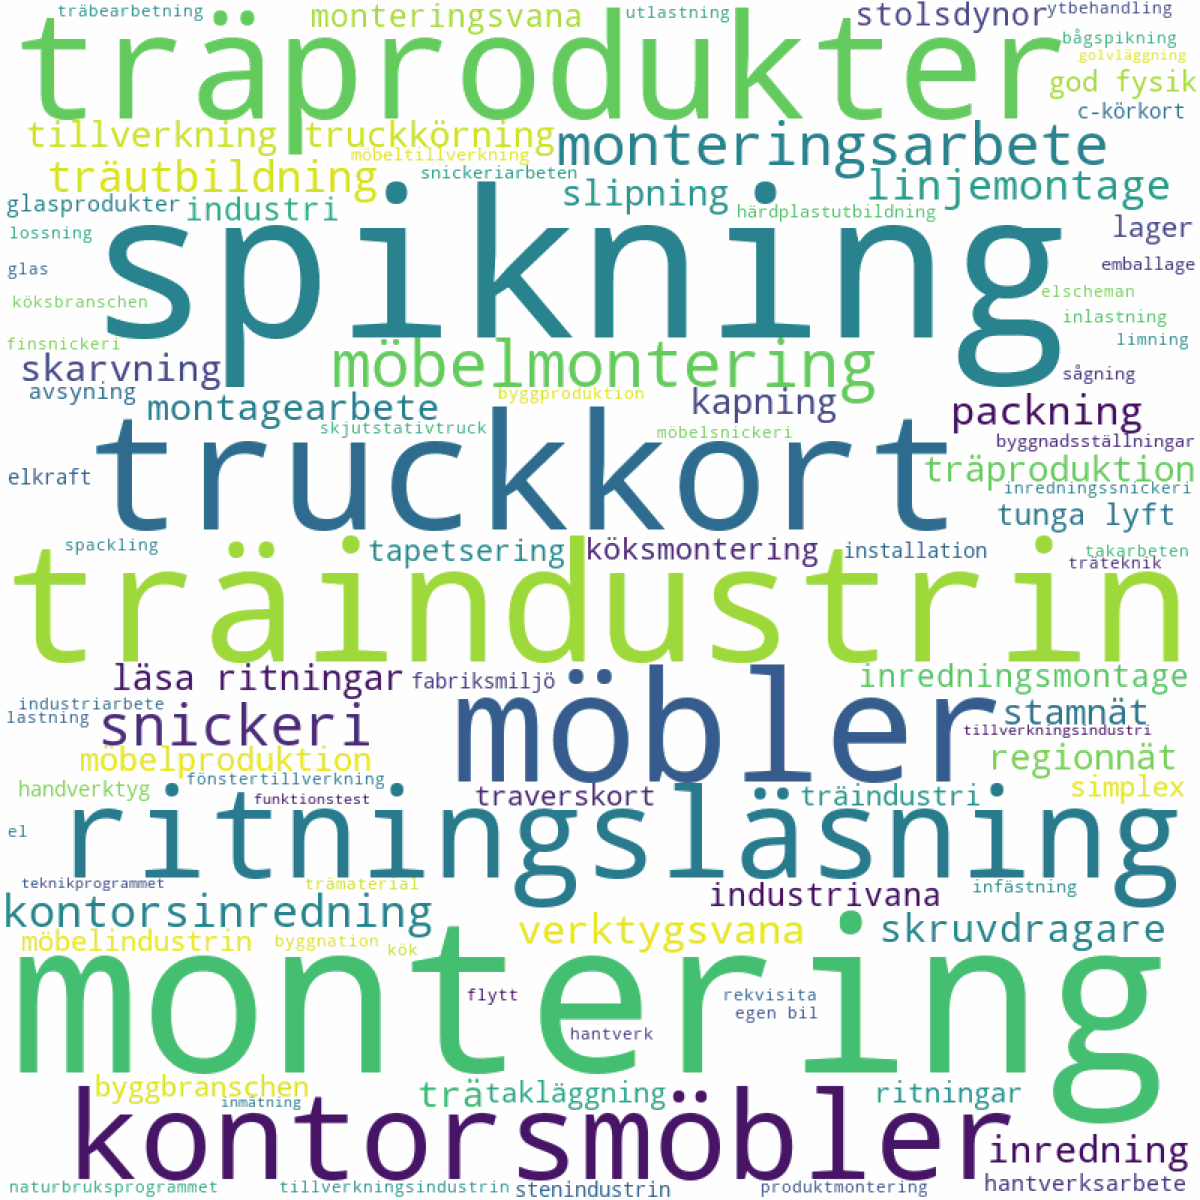 träbearbetning
monteringsvana
utlastning
stolsdynor
ytbehandling
träprodukter
bågspikning
golvläggning
god fysik
c-körkort
tillverkning
truckkörning
monteringsarbete
möbeltillverkning
träutbildning
snickeriarbeten
slipning
linjemontage
glasprodukter
industri
härdplastutbildning
lager
lossning
spikning
glas
emballage
köksbranschen
elscheman
inlastning
finsnickeri
möbelmontering
limning
skarvning
sågning
avsyning
byggproduktion
montagearbete
kapning
packning
skjutstativtruck
möbelsnickeri
byggnadsställningar
truckkort
elkraft
träproduktion
inredningssnickeri
tunga lyft
spackling
tapetsering
köksmontering
installation
takarbeten
träteknik
träindustrin
läsa ritningar
fabriksmiljö
inredningsmontage
industriarbete
lastning
snickeri
möbler
stamnät
tillverkningsindustri
möbelproduktion
regionnät
fönstertillverkning
handverktyg
funktionstest
traverskort
träindustri
simplex
el
ritningsläsning
teknikprogrammet
trämaterial
industrivana
infästning
kontorsinredning
möbelindustrin
byggnation
kök
verktygsvana
skruvdragare
montering
flytt
rekvisita
egen bil
hantverk
byggbranschen
inmätning
trä
takläggning
ritningar
kontorsmöbler
inredning
naturbruksprogrammet
tillverkningsindustrin
stenindustrin
produktmontering
hantverksarbete